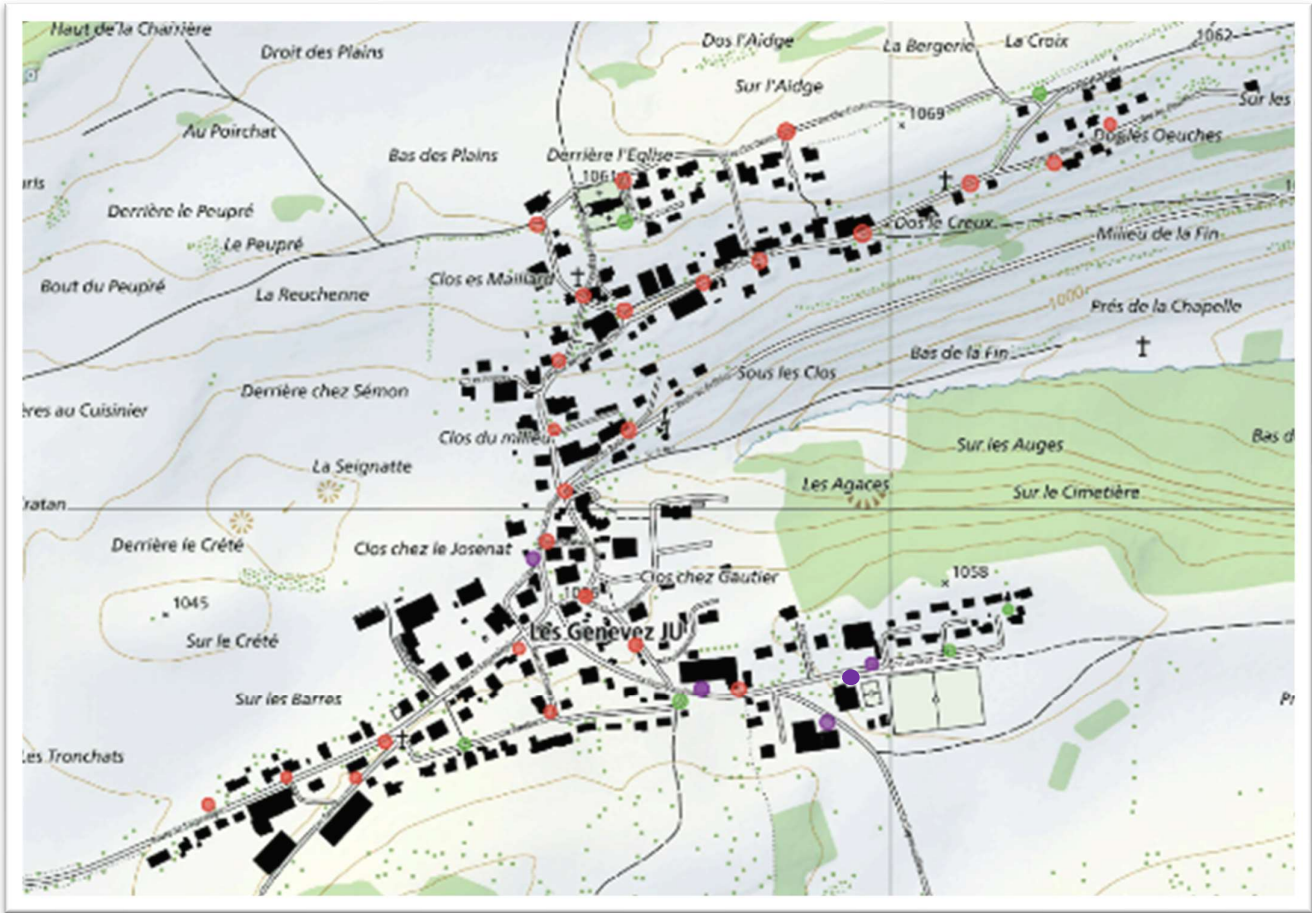 Haut de la Charrière
Droit des Plains
Dos l'Aidge
La Bergerie
La Croix
1062
Sur l'Aidge
Sur les
1069
Au Poirchat
Dos les Oeuches
Bas des Plains
Derrière l'Eglise
1061
Derrière le Peupré
Le Peupré
Dos le Creux
Milieu de la Fin
Clos es Maillard
Bout du Peupré
La Reuchenne
1000
Prés de la Chapelle
Bas de la Fin
Sous les Clos
Derrière chez Sémon
ères au Cuisinier
Clos du milieu
Sur les Auges
Bas d
La Seignatte
Les Agaces
Sur le Cimetière
ratan
Derrière le Crêté
Clos chez le Josenat
Clos chez Gautier
1058
1045
Les Genevez JU
Sur le Crêté
Sur les Barres
Les Tronchats